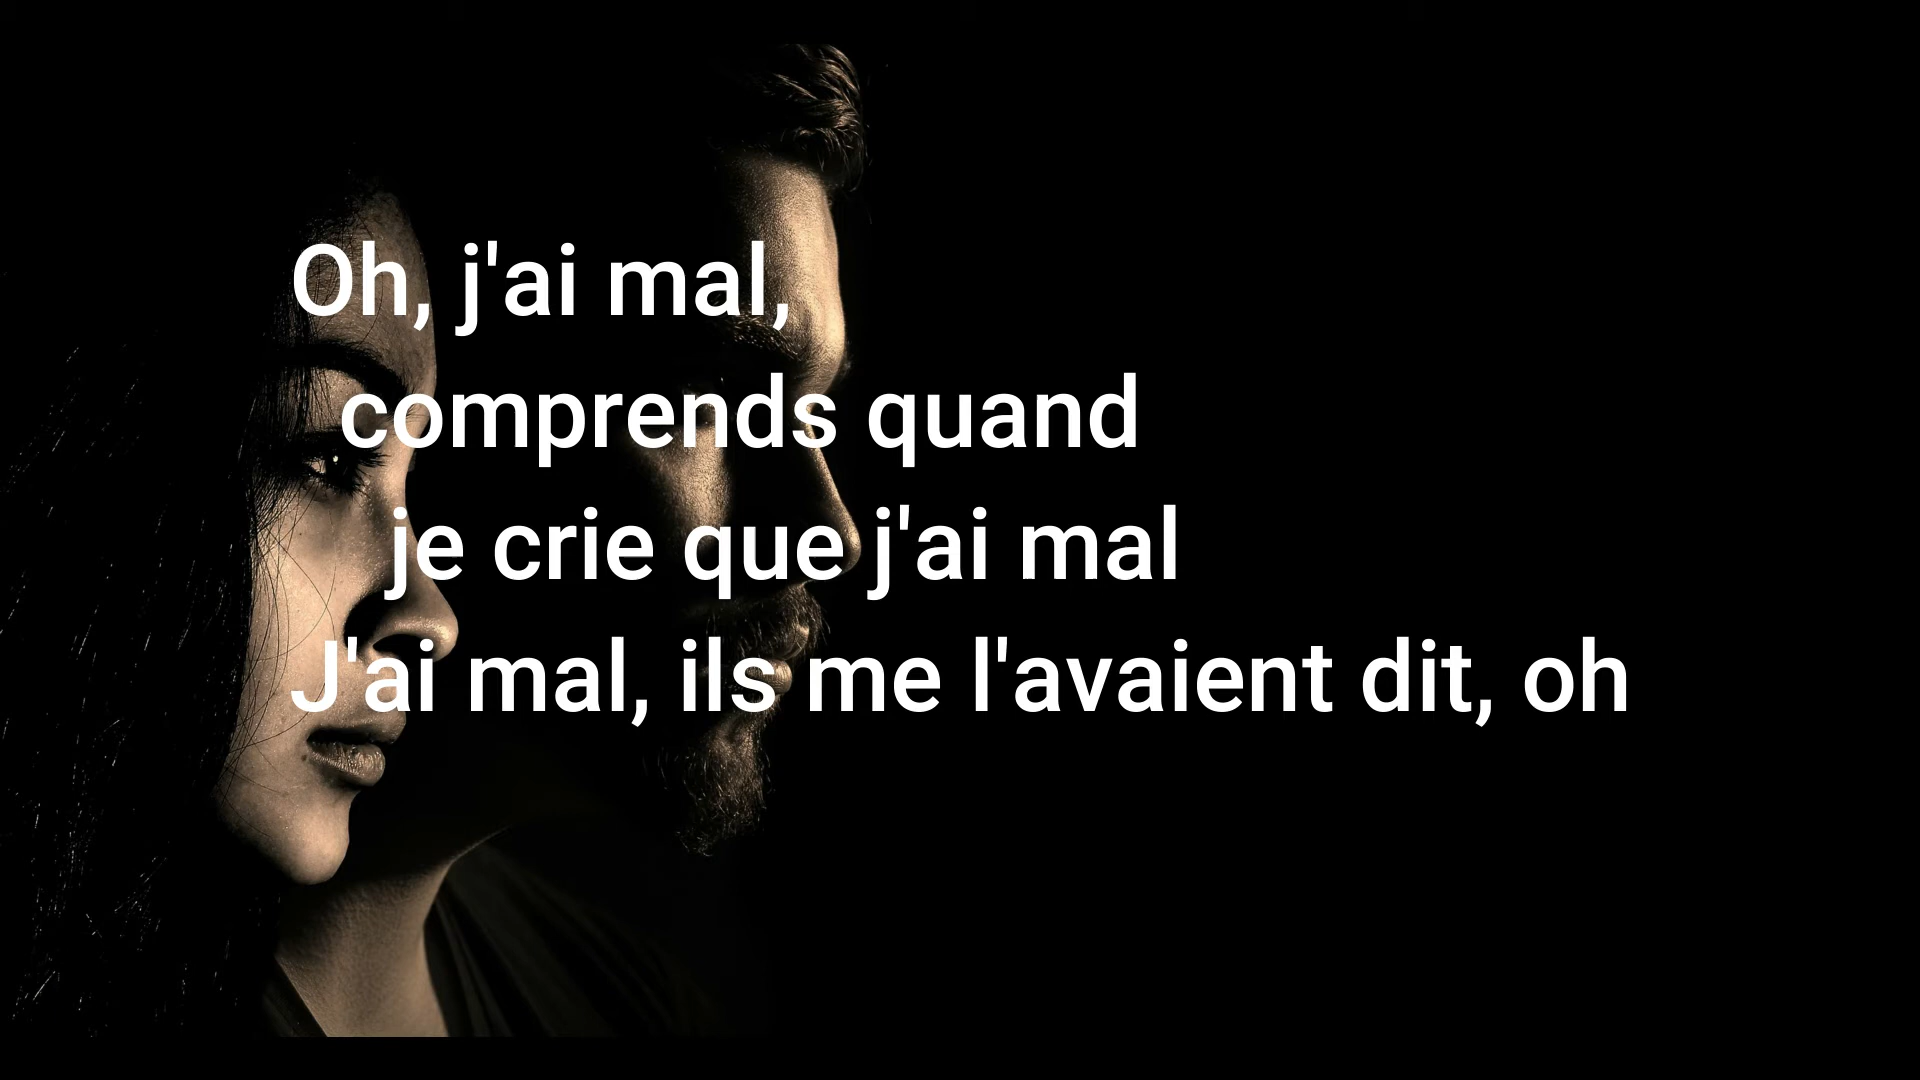 Oh, j'ai mal,
comprends quand
je crie que j'ai mal
J'ai mal, ils me l'avaient dit, oh